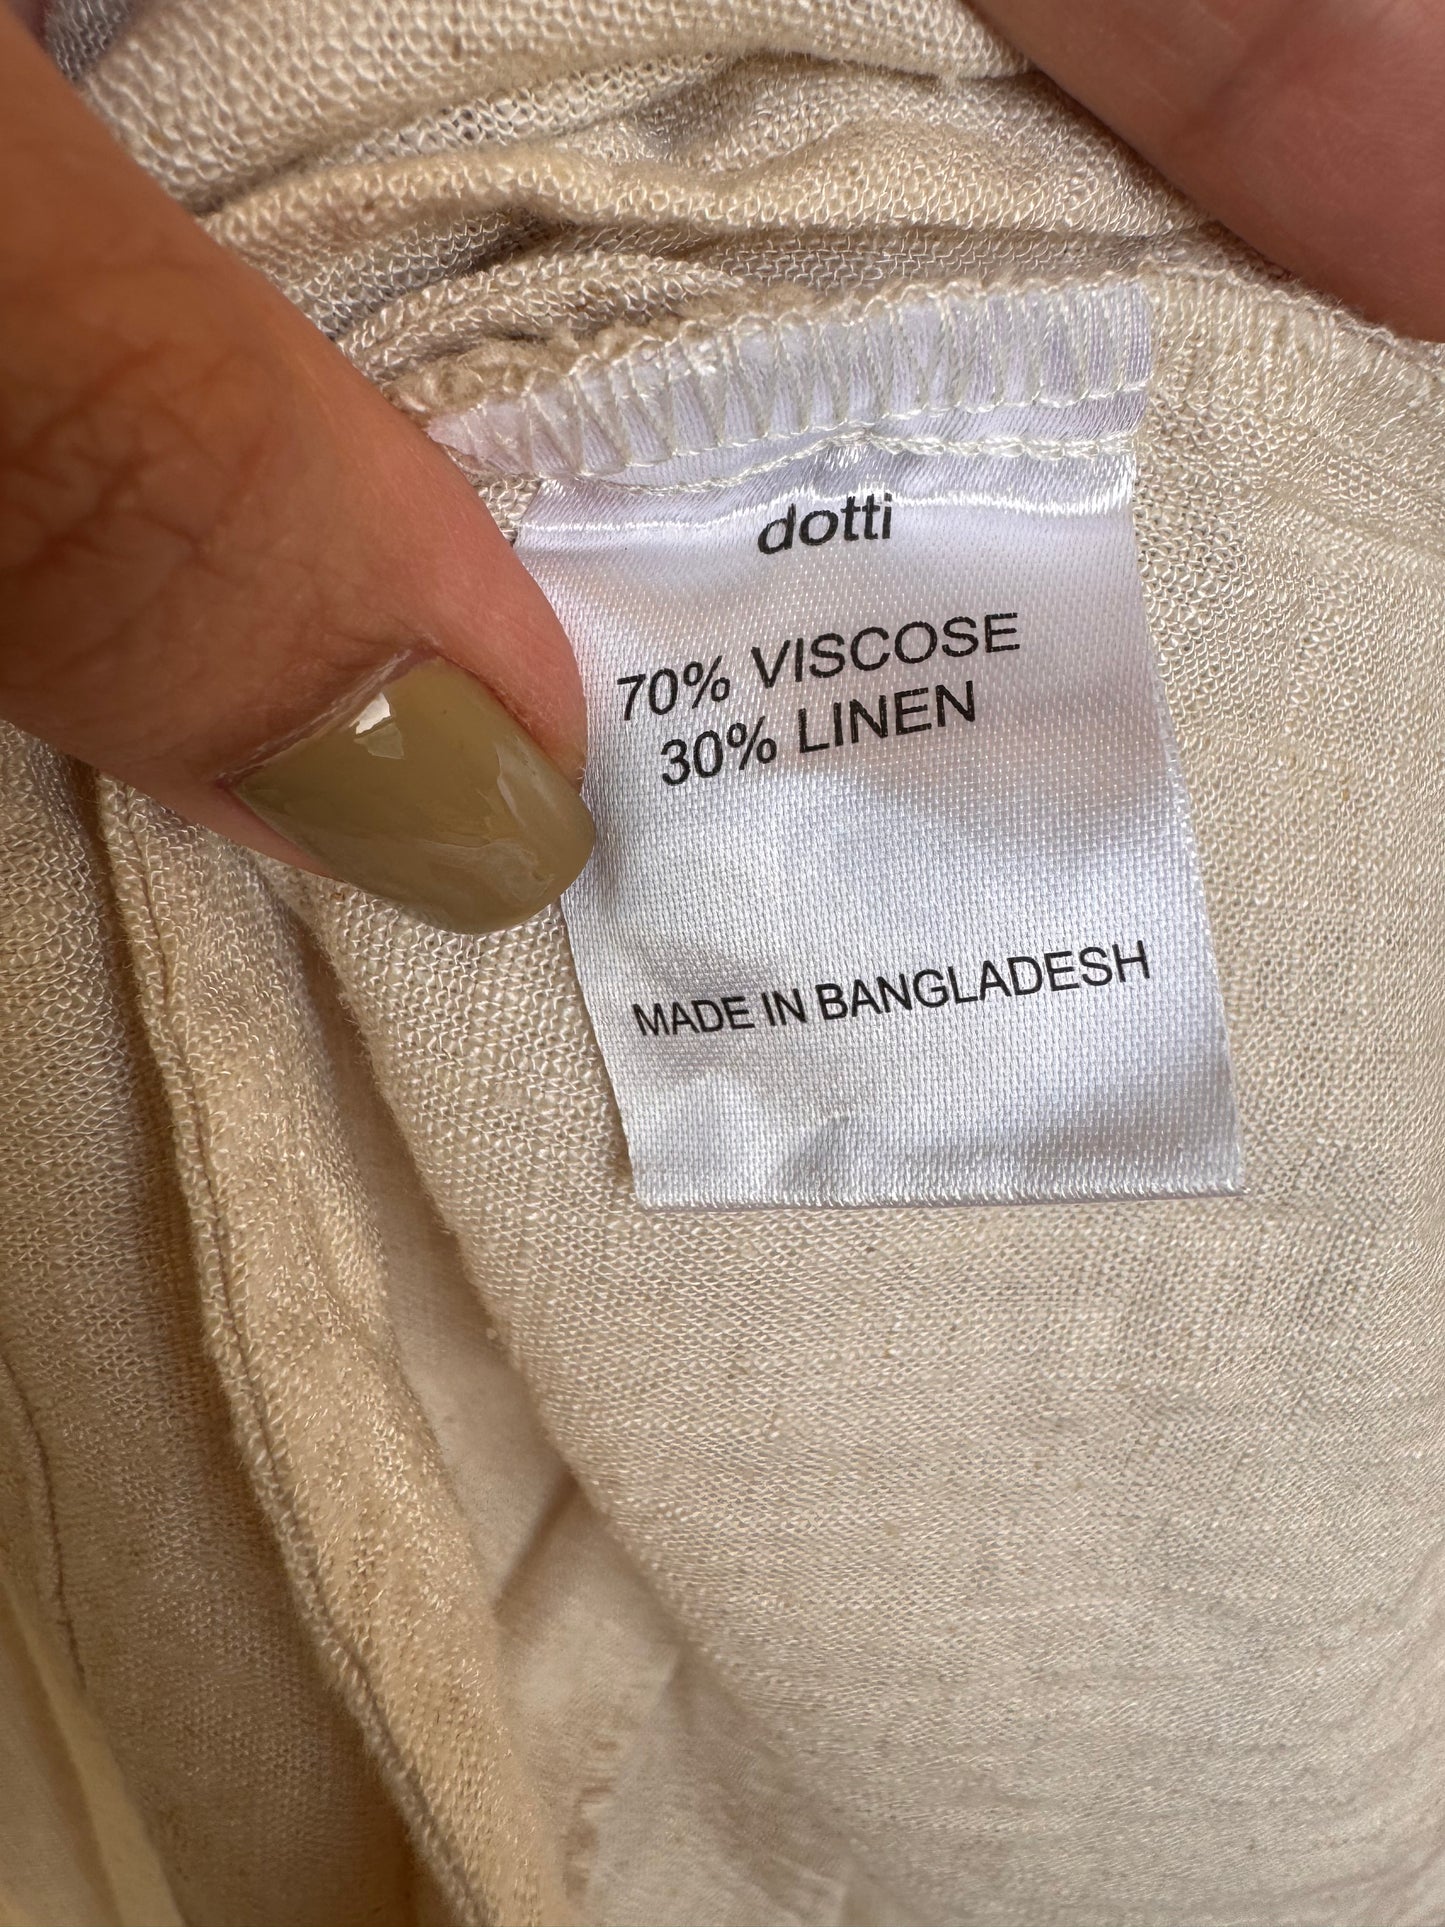 dotti
70% VISCOSE
30% LINEN
MADE IN BANGLADESH